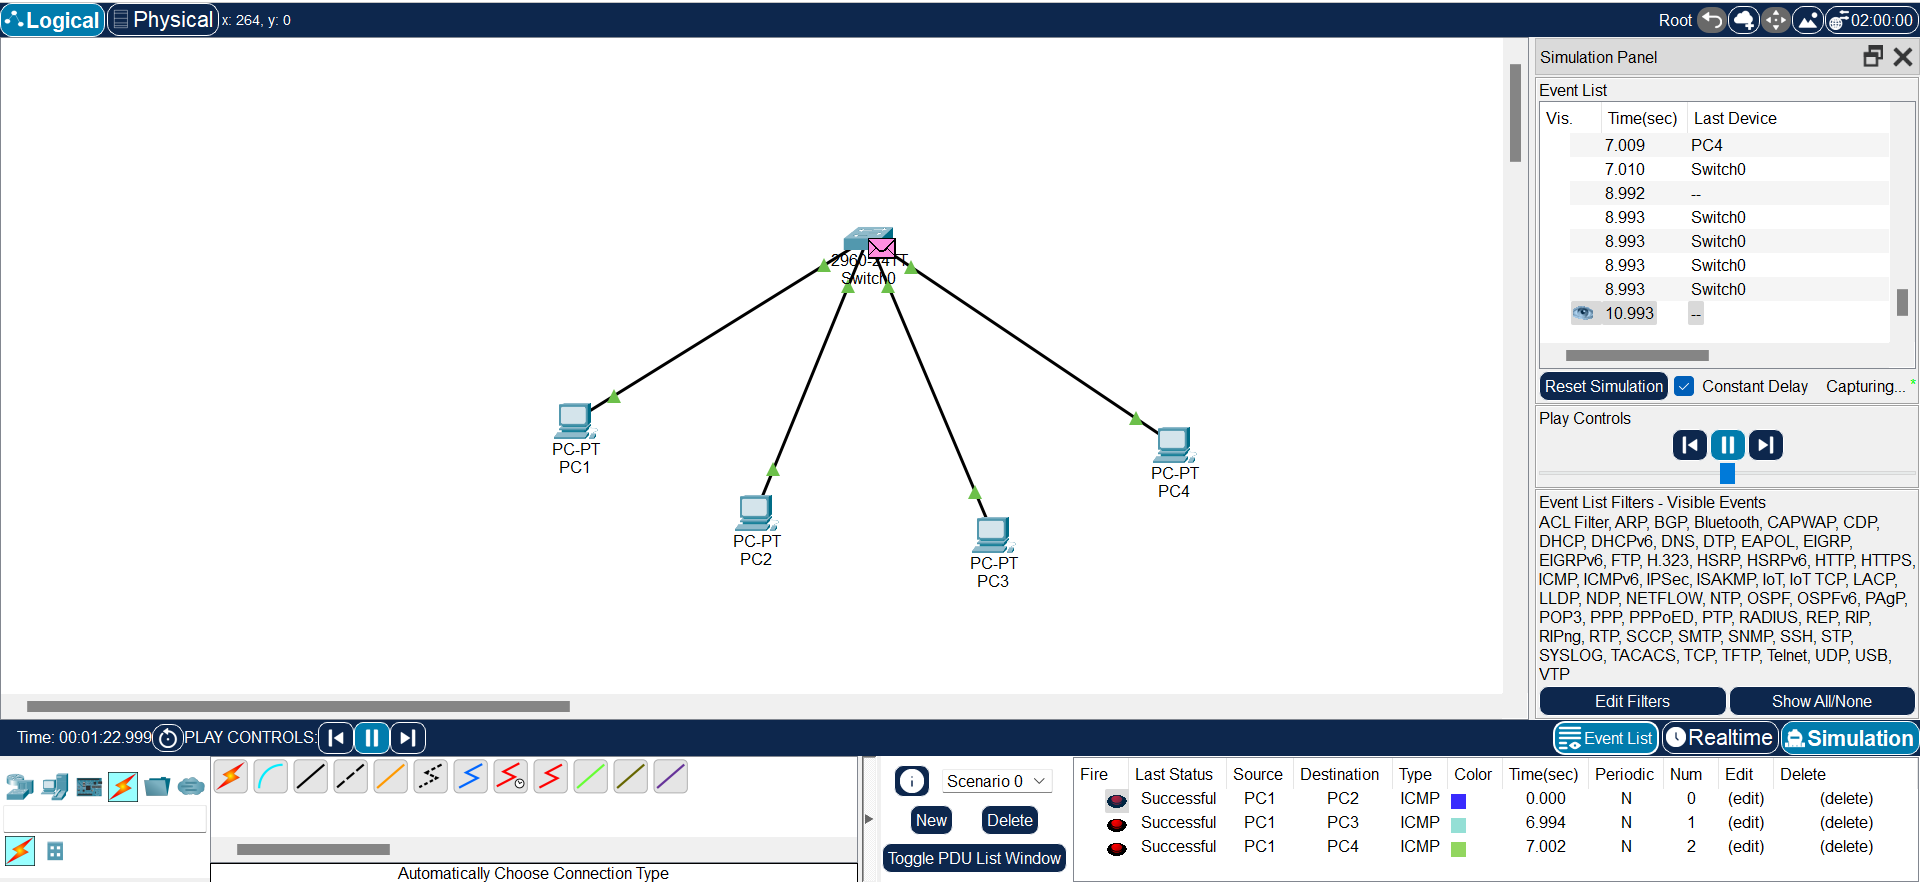 Logical Physical x: 264, y: 0 Root 02:00:00
Simulation Panel
Event List
Vis. Time(sec) Last Device
7.009 PC4
7.010 Switch0
8.992 --
8.993 Switch0
8.993 Switch0
8.993 Switch0
8.993 Switch0
10.993 --
Reset Simulation Constant Delay Capturing... *
Play Controls
2960-24TT
Switch0
PC-PT
PC1
PC-PT
PC2
PC-PT
PC3
PC-PT
PC4
Event List Filters - Visible Events
ACL Filter, ARP, BGP, Bluetooth, CAPWAP, CDP,
DHCP, DHCPv6, DNS, DTP, EAPOL, EIGRP,
EIGRPv6, FTP, H.323, HSRP, HSRPv6, HTTP, HTTPS,
ICMP, ICMPv6, IPSec, ISAKMP, IoT, IoT TCP, LACP,
LLDP, NDP, NETFLOW, NTP, OSPF, OSPFv6, PAgP,
POP3, PPP, PPPoED, PTP, RADIUS, REP, RIP,
RIPng, RTP, SCCP, SMTP, SNMP, SSH, STP,
SYSLOG, TACACS, TCP, TFTP, Telnet, UDP, USB,
VTP
Edit Filters Show All/None
Time: 00:01:22.999 PLAY CONTROLS: Event List Realtime Simulation
Scenario 0
New Delete
Toggle PDU List Window
Fire Last Status Source Destination Type Color Time(sec) Periodic Num Edit Delete
Successful PC1 PC2 ICMP 0.000 N 0 (edit) (delete)
Successful PC1 PC3 ICMP 6.994 N 1 (edit) (delete)
Successful PC1 PC4 ICMP 7.002 N 2 (edit) (delete)
Automatically Choose Connection Type